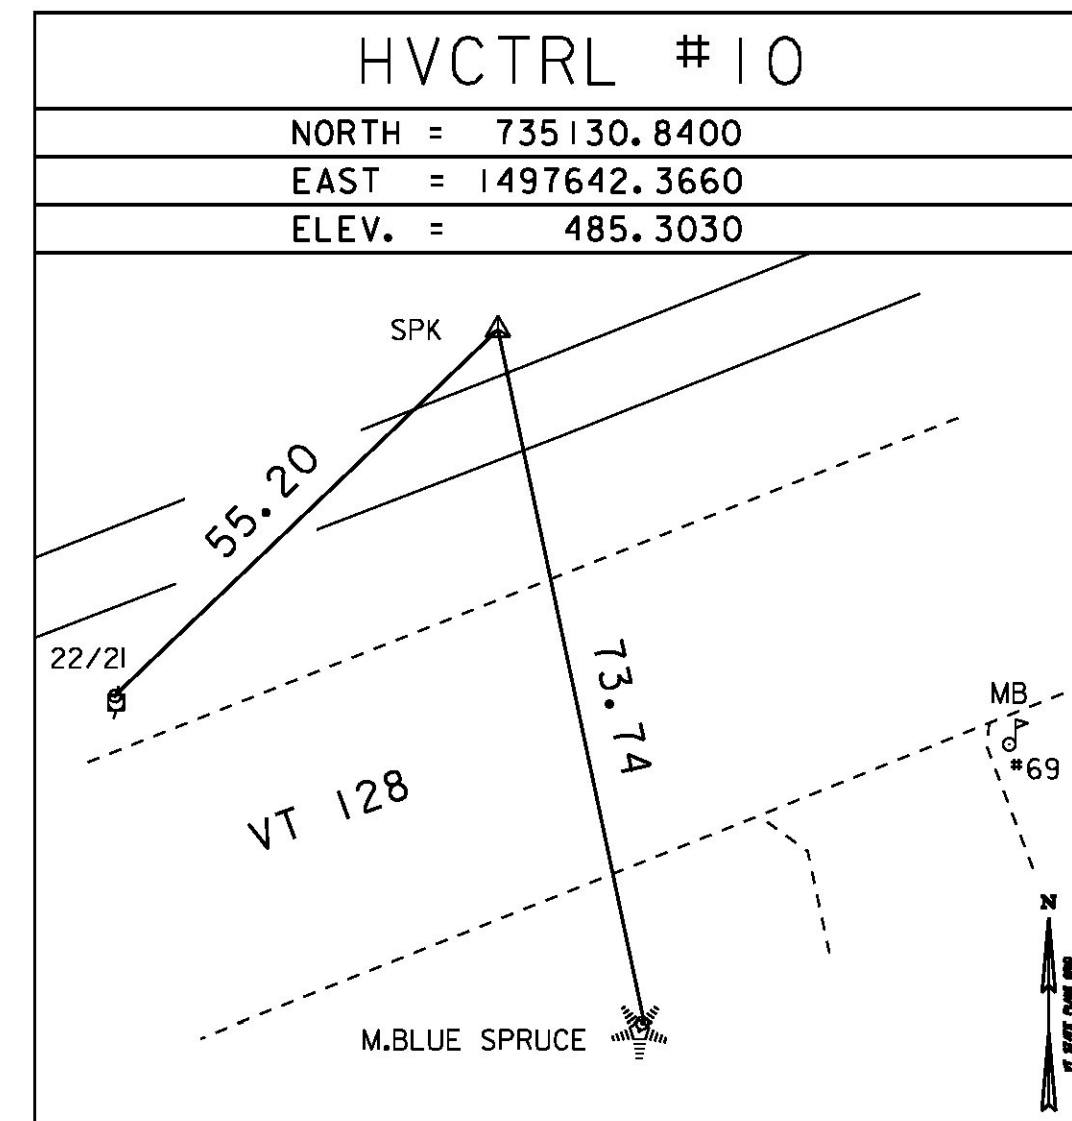 HVCTRL #10
NORTH = 735130.8400
EAST = 1497642.3660
ELEV. = 485.3030
SPK
55.20
22/21
73.74
MB
#69
VT 128
N
M.BLUE SPRUCE